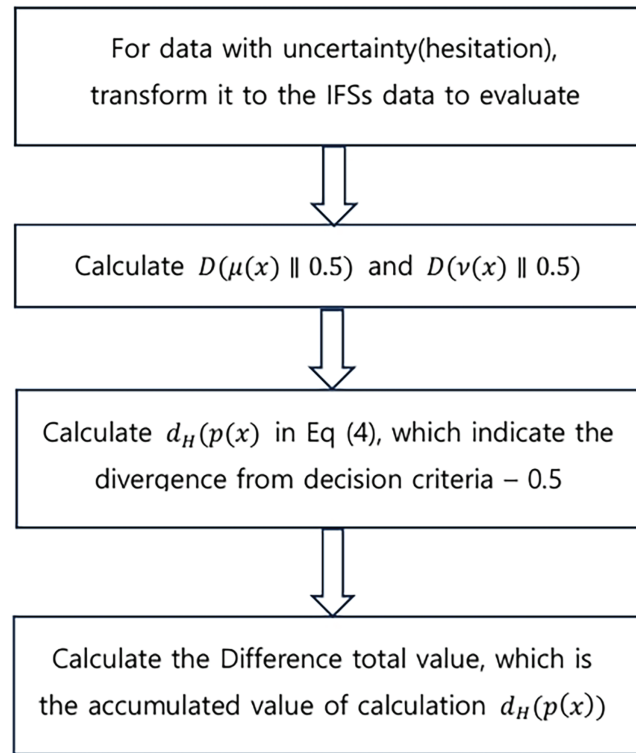 For data with uncertainty(hesitation),
transform it to the IFSs data to evaluate
Calculate D(μ(x) ∥ 0.5) and D(ν(x) ∥ 0.5)
Calculate d_H(p(x) in Eq (4), which indicate the
divergence from decision criteria – 0.5
Calculate the Difference total value, which is
the accumulated value of calculation d_H(p(x))